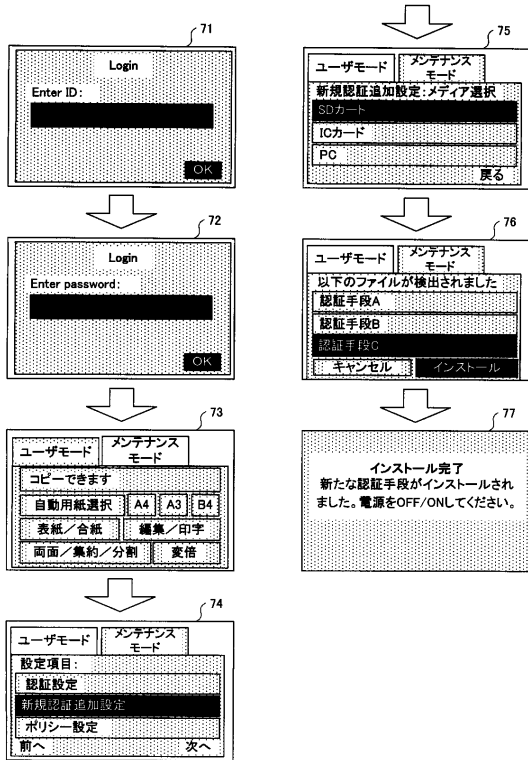 71
Login
Enter ID:
OK
72
Login
Enter password:
OK
73
ユーザモード
メンテナンス
モード
コピーできます
自動用紙選択 A4 A3 B4
表紙/合紙 編集/印字
両面/集約/分割 変倍
74
ユーザモード
メンテナンス
モード
設定項目:
認証設定
新規認証追加設定
ポリシー設定
前へ 次へ
75
ユーザモード
メンテナンス
モード
新規認証追加設定:メディア選択
SDカード
ICカード
PC
戻る
76
ユーザモード
メンテナンス
モード
以下のファイルが検出されました
認証手段A
認証手段B
認証手段C
キャンセル インストール
77
インストール完了
新たな認証手段がインストールされ
ました。電源をOFF/ONしてください。